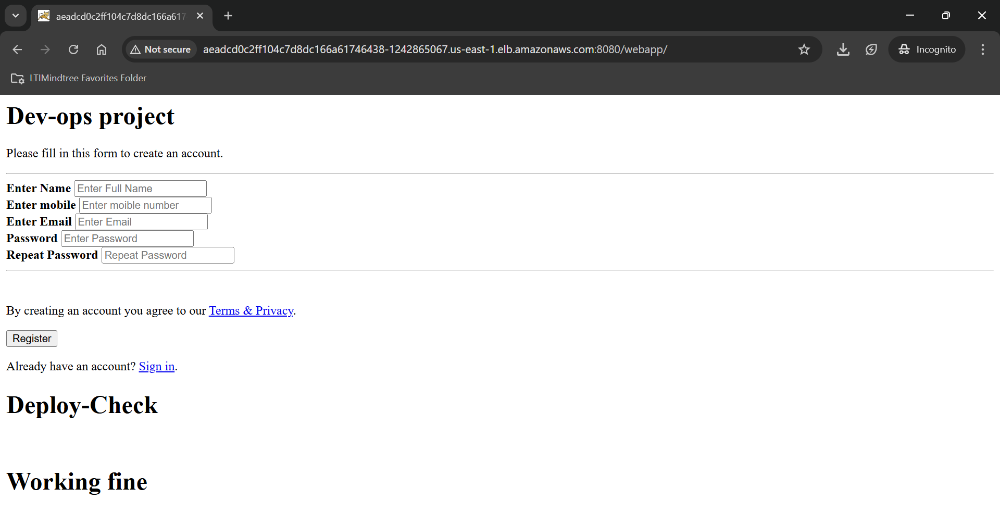 aeadcd0c2ff104c7d8dc166a617
Not secure aeadcd0c2ff104c7d8dc166a61746438-1242865067.us-east-1.elb.amazonaws.com:8080/webapp/ Incognito
LTIMindtree Favorites Folder
Dev-ops project
Please fill in this form to create an account.
Enter Name Enter Full Name
Enter mobile Enter moible number
Enter Email Enter Email
Password Enter Password
Repeat Password Repeat Password
By creating an account you agree to our Terms & Privacy.
Register
Already have an account? Sign in.
Deploy-Check
Working fine